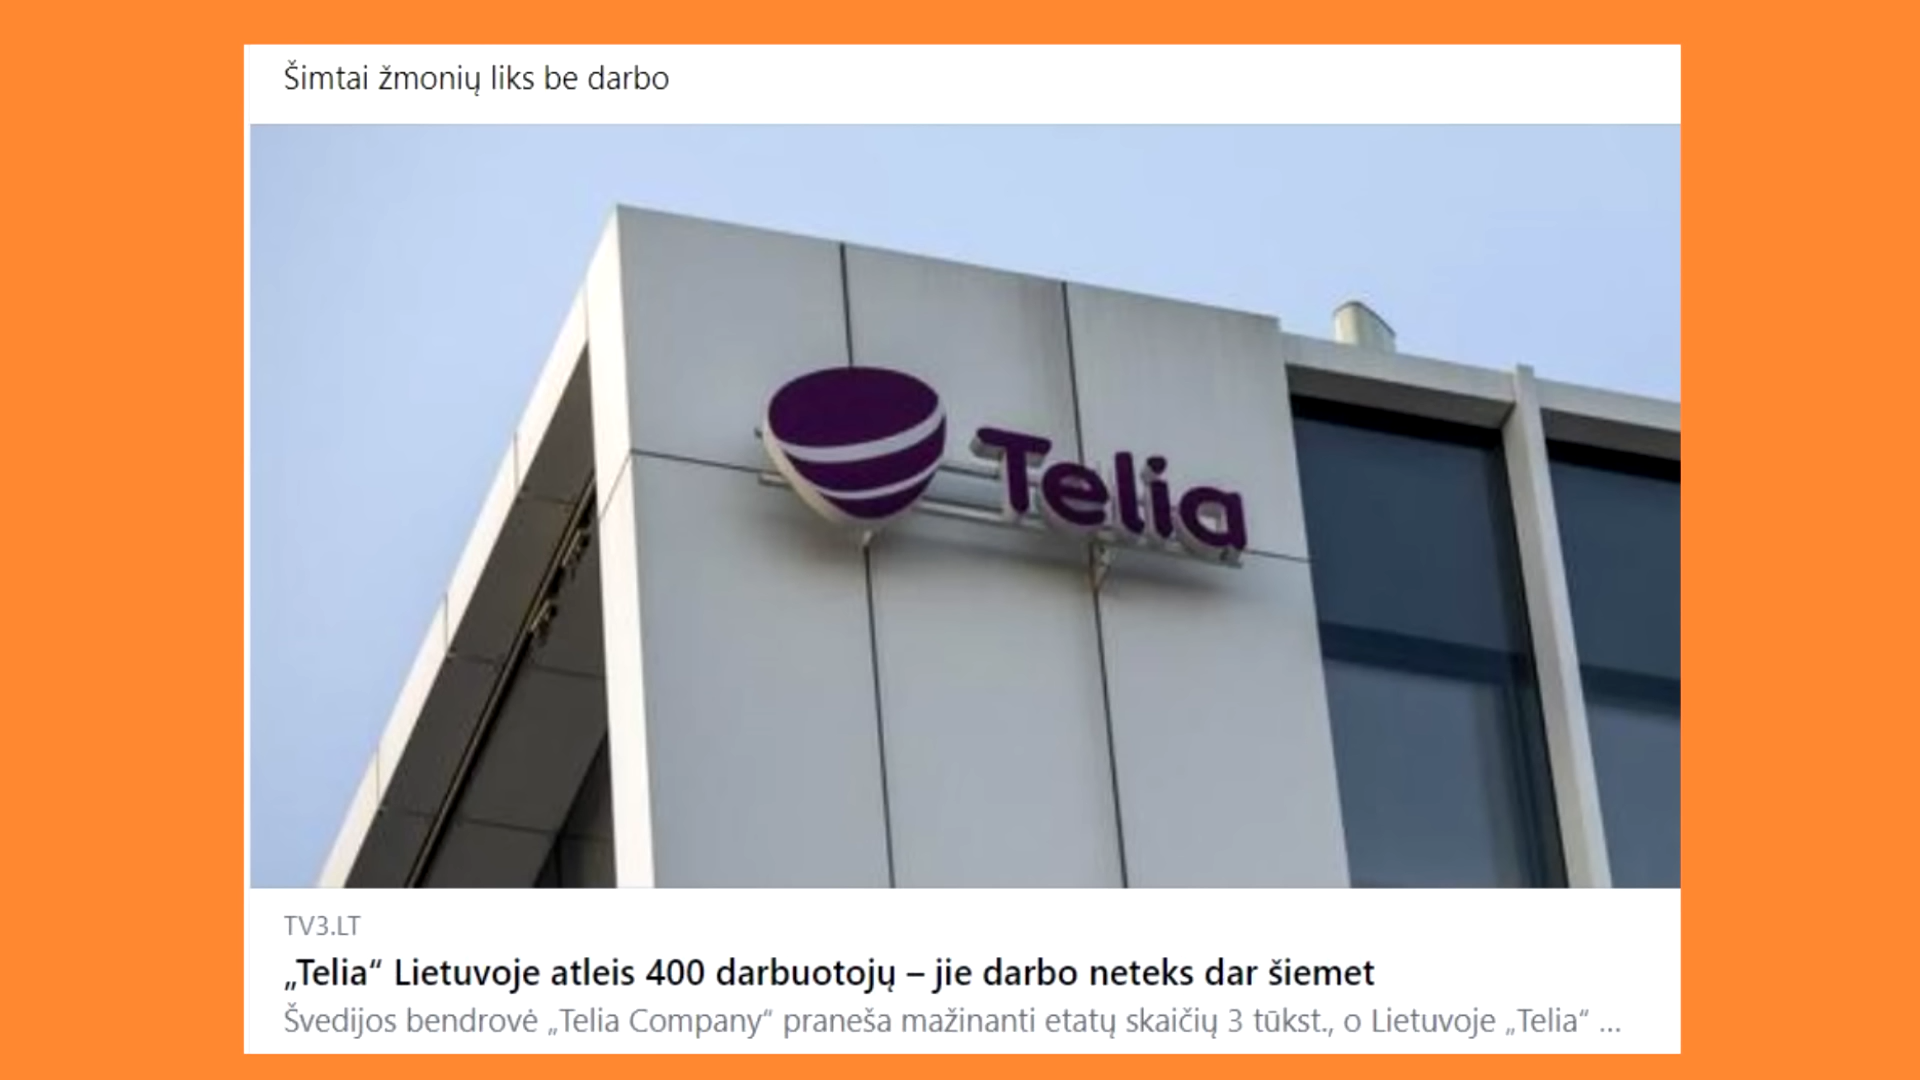 Šimtai žmonių liks be darbo
Telia
TV3.LT
„Telia“ Lietuvoje atleis 400 darbuotojų – jie darbo neteks dar šiemet
Švedijos bendrovė „Telia Company“ praneša mažinanti etatų skaičių 3 tūkst., o Lietuvoje „Telia“ ...